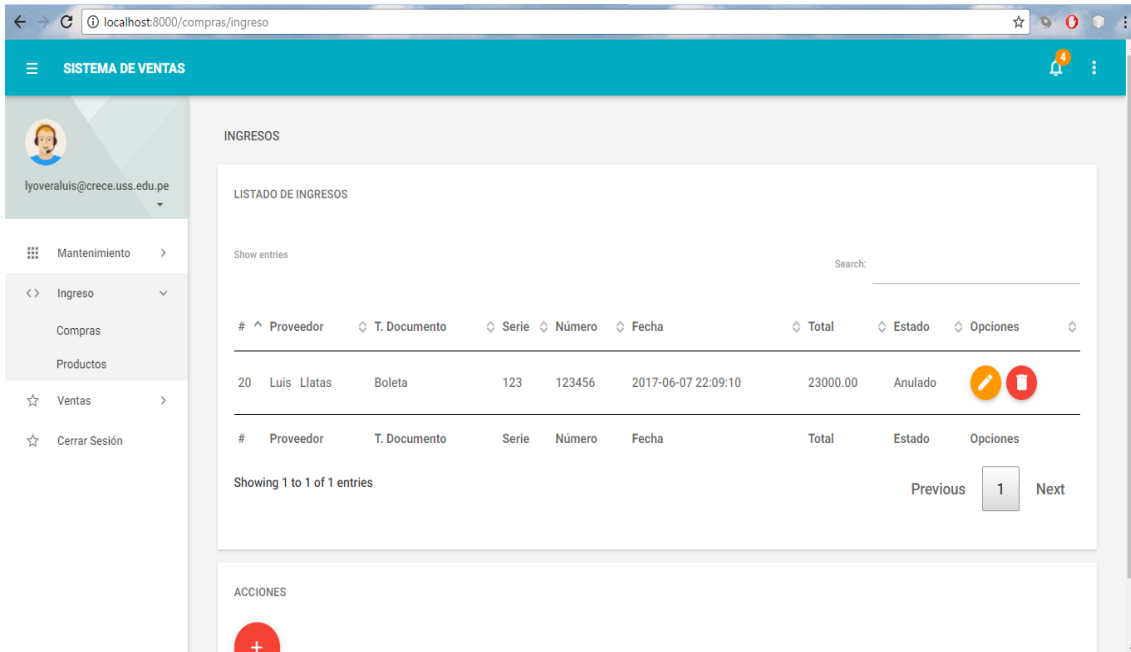 localhost:8000/compras/ingreso
SISTEMA DE VENTAS
4
lyoveraluis@crece.uss.edu.pe
Mantenimiento
Ingreso
Compras
Productos
Ventas
Cerrar Sesión
INGRESOS
LISTADO DE INGRESOS
Show entries
Search:
# Proveedor T. Documento Serie Número Fecha Total Estado Opciones
20 Luis Llatas Boleta 123 123456 2017-06-07 22:09:10 23000.00 Anulado
# Proveedor T. Documento Serie Número Fecha Total Estado Opciones
Showing 1 to 1 of 1 entries
Previous 1 Next
ACCIONES
+